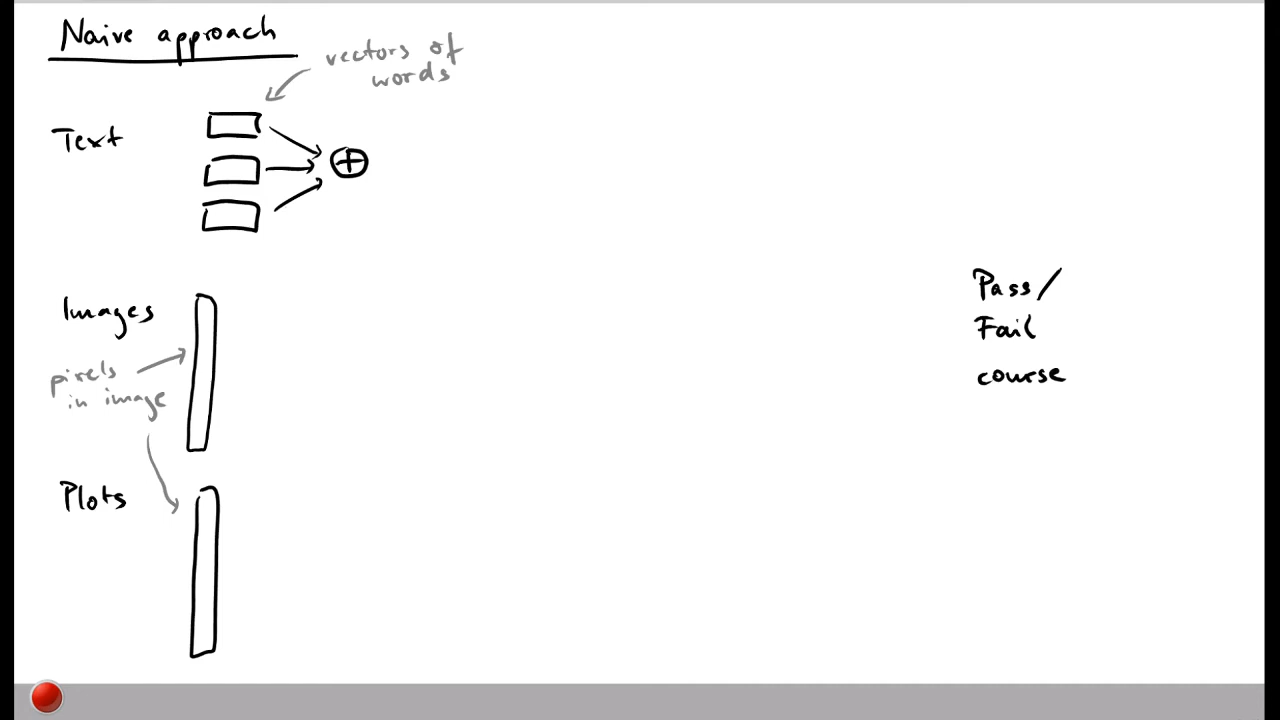 Naive approach
vectors of
words
Text
Images
pixels
in image
Plots
Pass/
Fail
course